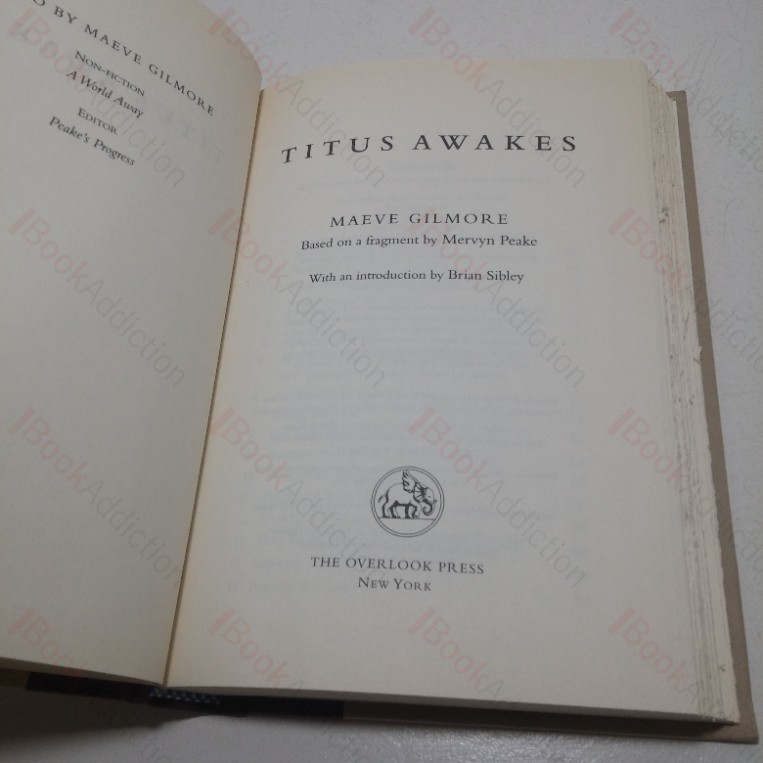 O BY MAEVE GILMORE
NON-FICTION
A World Away
EDITOR
Peake's Progress
TITUS AWAKES
MAEVE GILMORE
Based on a fragment by Mervyn Peake
With an introduction by Brian Sibley
THE OVERLOOK PRESS
NEW YORK
BookAddiction